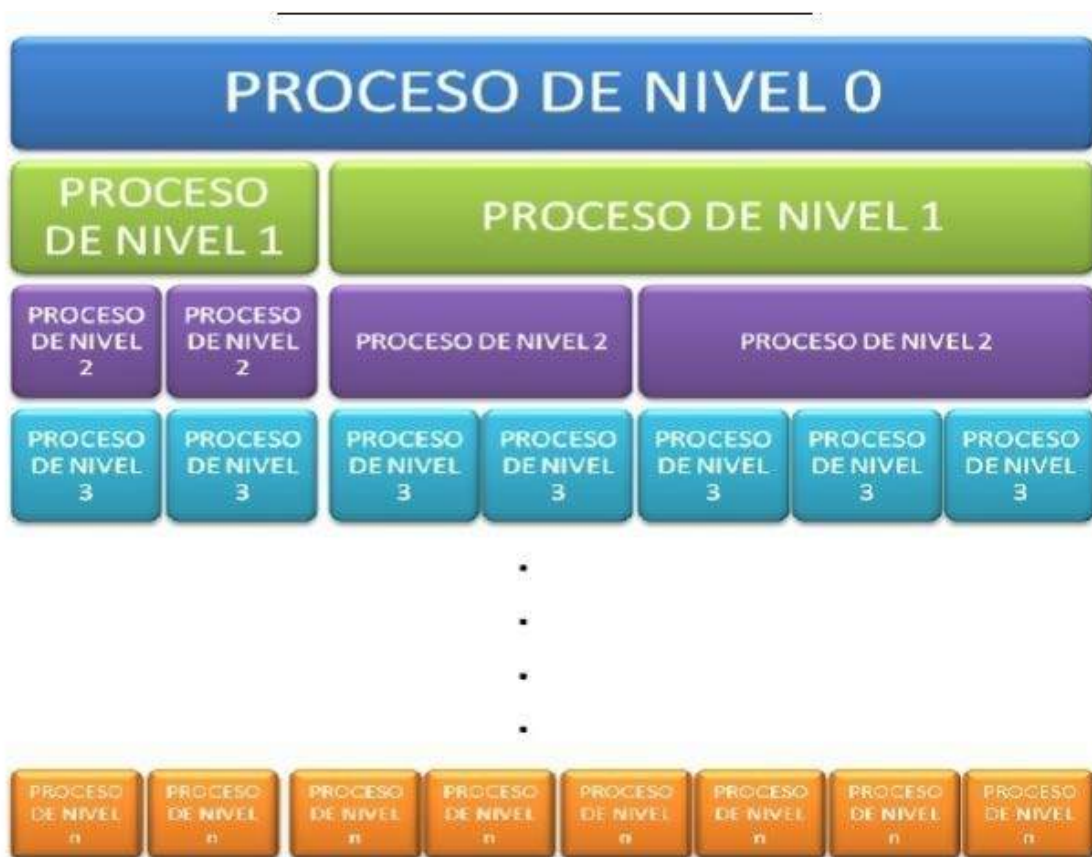 PROCESO DE NIVEL 0
PROCESO
DE NIVEL 1
PROCESO DE NIVEL 1
PROCESO
DE NIVEL
2
PROCESO
DE NIVEL
2
PROCESO DE NIVEL 2
PROCESO DE NIVEL 2
PROCESO
DE NIVEL
3
PROCESO
DE NIVEL
3
PROCESO
DE NIVEL
3
PROCESO
DE NIVEL
3
PROCESO
DE NIVEL
3
PROCESO
DE NIVEL
3
PROCESO
DE NIVEL
3
.
.
.
.
PROCESO
DE NIVEL
n
PROCESO
DE NIVEL
n
PROCESO
DE NIVEL
n
PROCESO
DE NIVEL
n
PROCESO
DE NIVEL
n
PROCESO
DE NIVEL
n
PROCESO
DE NIVEL
n
PROCESO
DE NIVEL
n